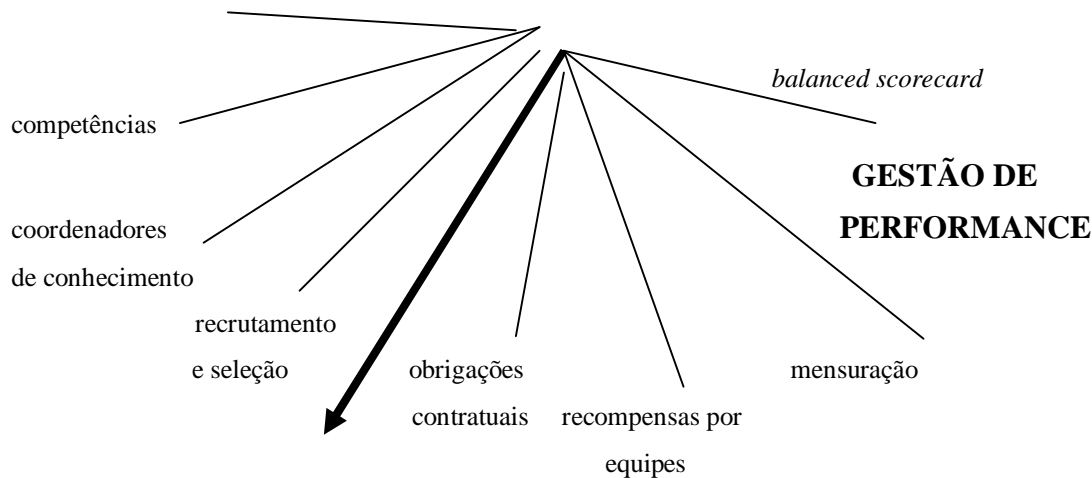 balanced scorecard
competências
GESTÃO DE
PERFORMANCE
coordenadores
de conhecimento
recrutamento
e seleção
obrigações
contratuais
recompensas por
equipes
mensuração